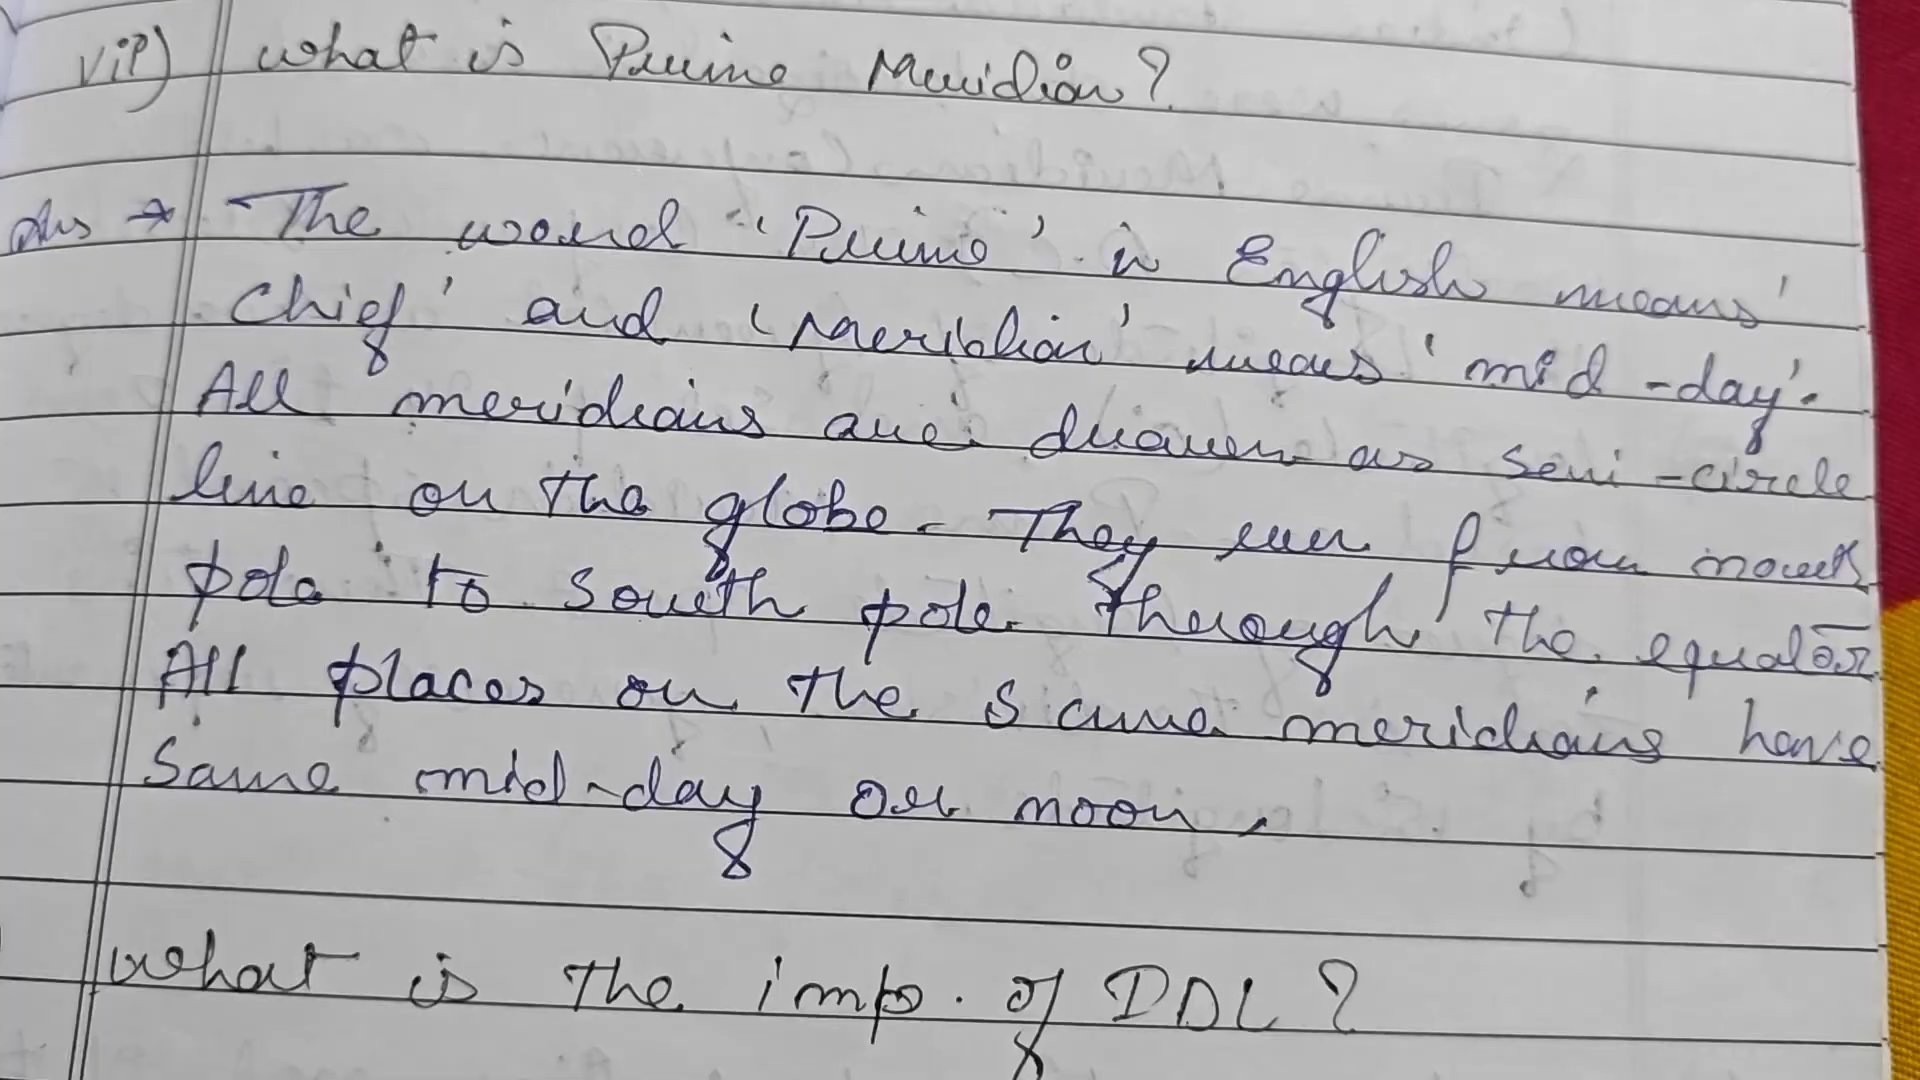 vii) What is Prime Meridian?
Ans → The word 'Prime' in English means '
Chief' and 'Meridian' means 'mid-day'.
All meridians are drawn as semi-circle
line on the globe. They run from north
pole to south pole through the equator
All places on the same meridians have
Same mid-day or noon.
What is the imp. of IDL?